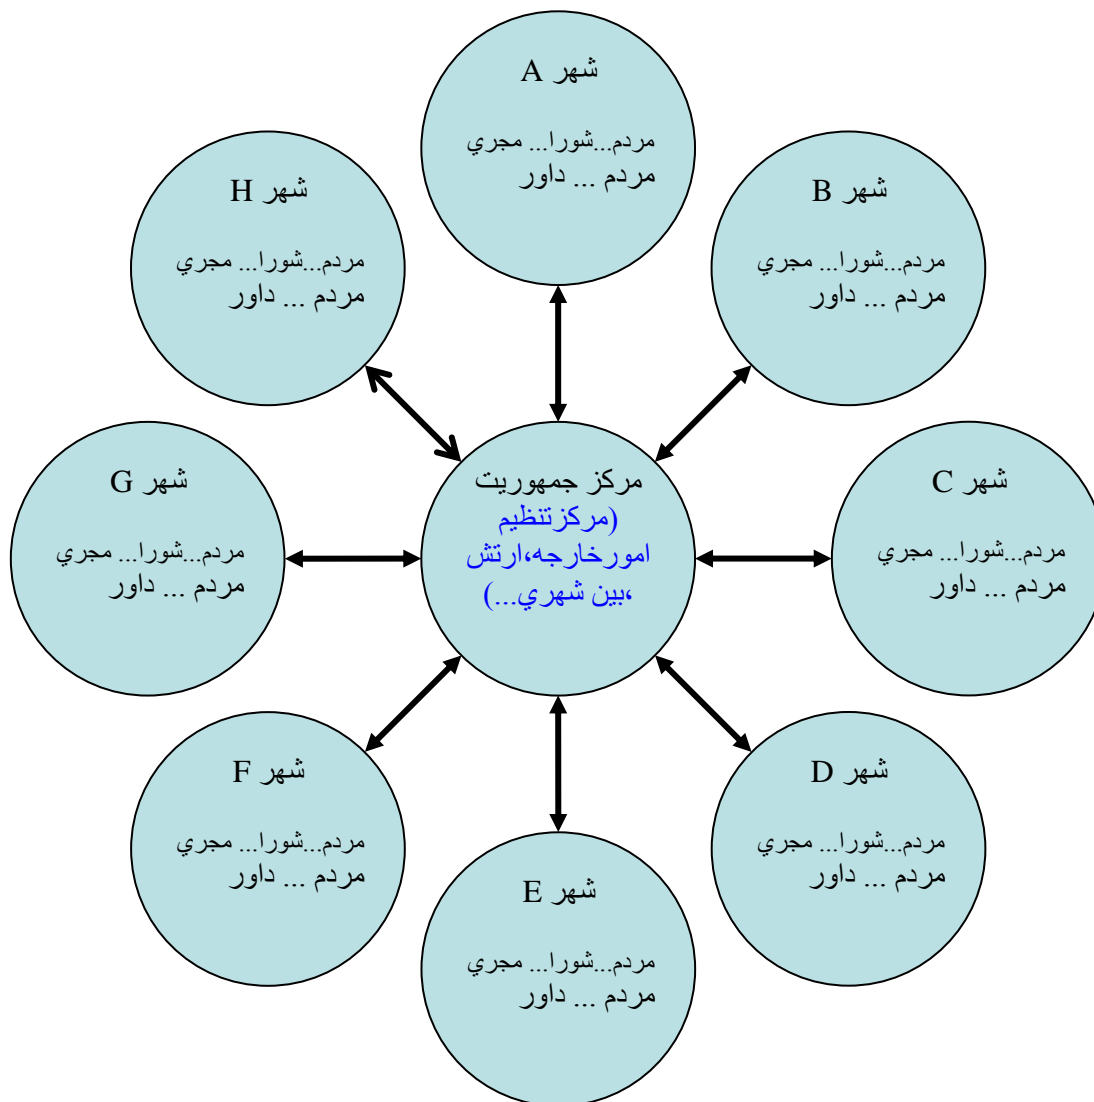 شهر A
مردم...شورا... مجري
مردم ... داور
شهر H
مردم...شورا... مجري
مردم ... داور
شهر B
مردم...شورا... مجري
مردم ... داور
شهر G
مردم...شورا... مجري
مردم ... داور
مركز جمهوريت
(مركزتنظيم
امورخارجه،ارتش
،بين شهري...)
شهر C
مردم...شورا... مجري
مردم ... داور
شهر F
مردم...شورا... مجري
مردم ... داور
شهر D
مردم...شورا... مجري
مردم ... داور
شهر E
مردم...شورا... مجري
مردم ... داور